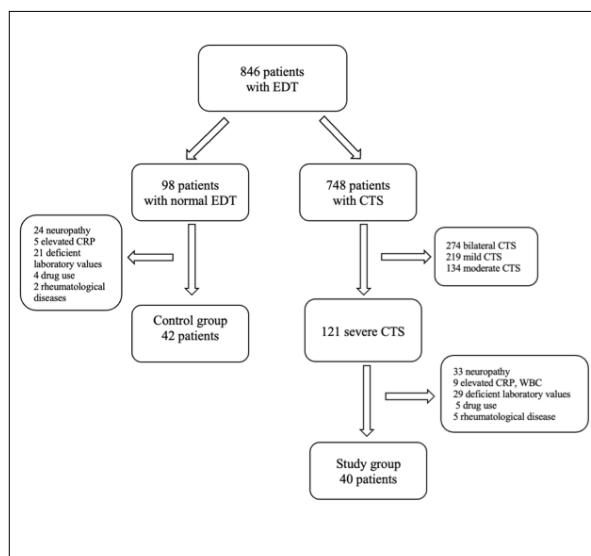 846 patients
with EDT
98 patients
with normal EDT
748 patients
with CTS
24 neuropathy
5 elevated CRP
21 deficient
laboratory values
4 drug use
2 rheumatological
diseases
274 bilateral CTS
219 mild CTS
134 moderate CTS
Control group
42 patients
121 severe CTS
33 neuropathy
9 elevated CRP, WBC
29 deficient laboratory values
5 drug use
5 rheumatological disease
Study group
40 patients